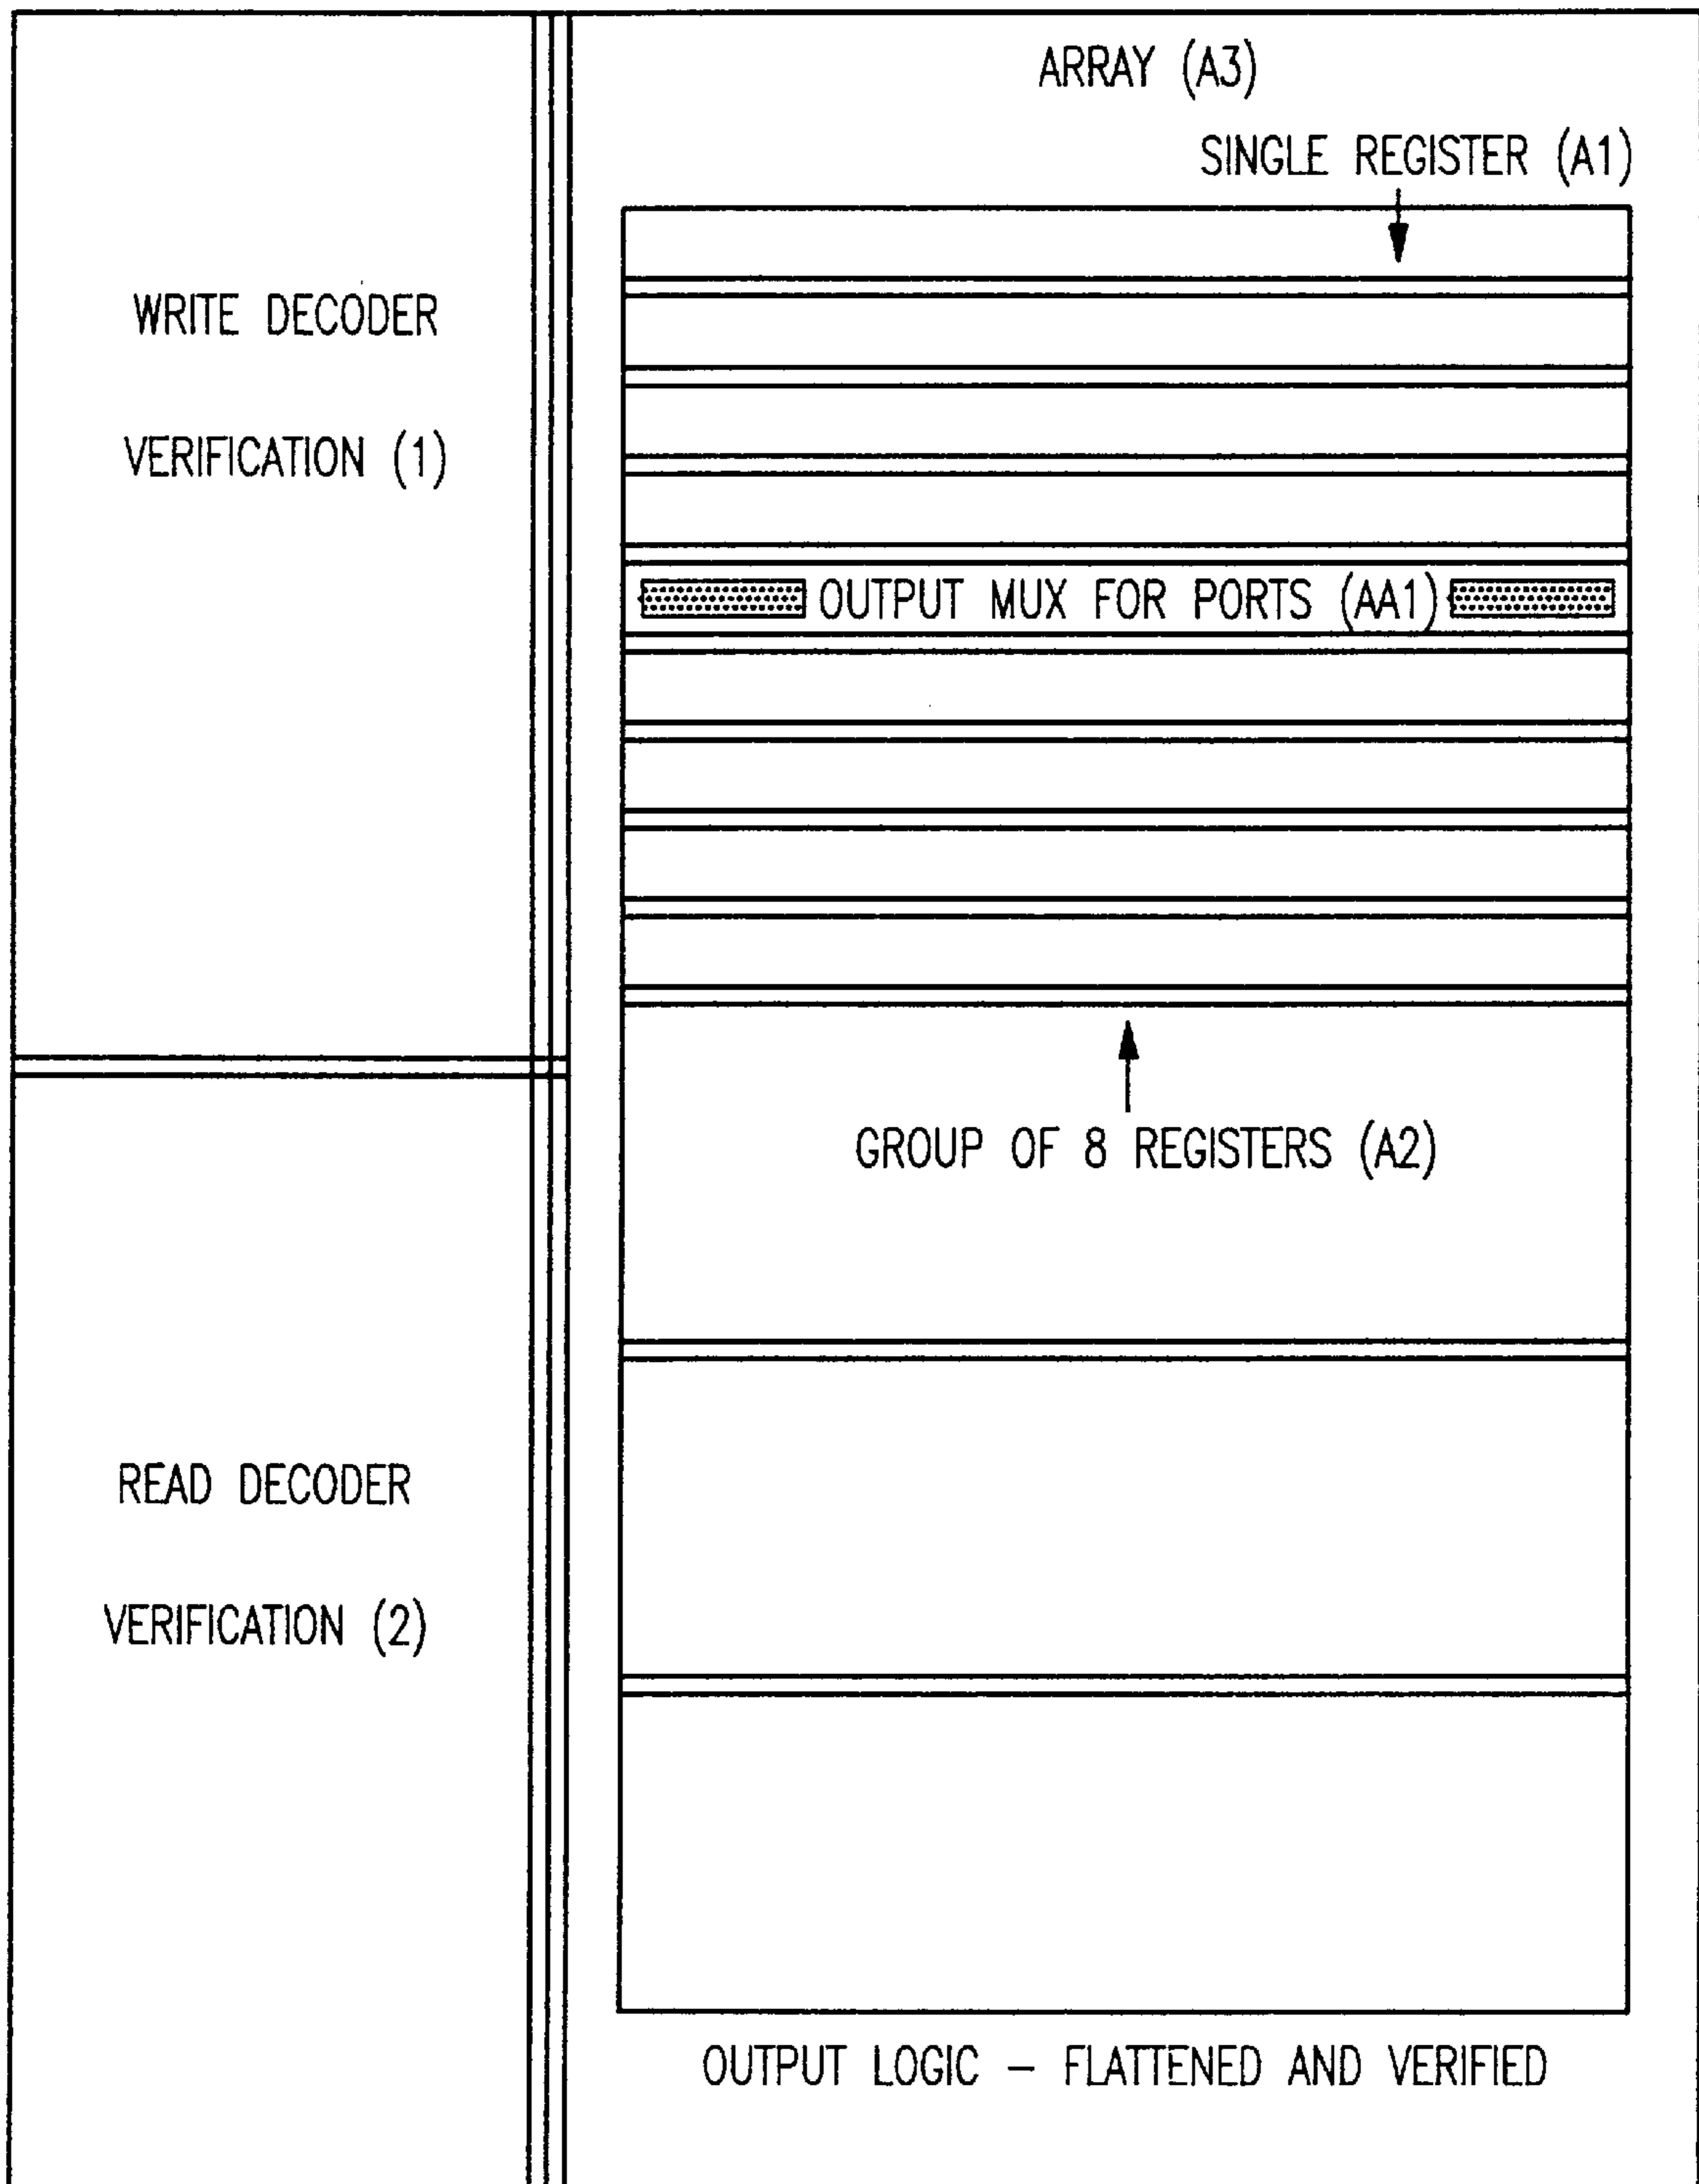 ARRAY (A3)
SINGLE REGISTER (A1)
WRITE DECODER
VERIFICATION (1)
OUTPUT MUX FOR PORTS (AA1)
GROUP OF 8 REGISTERS (A2)
READ DECODER
VERIFICATION (2)
OUTPUT LOGIC – FLATTENED AND VERIFIED